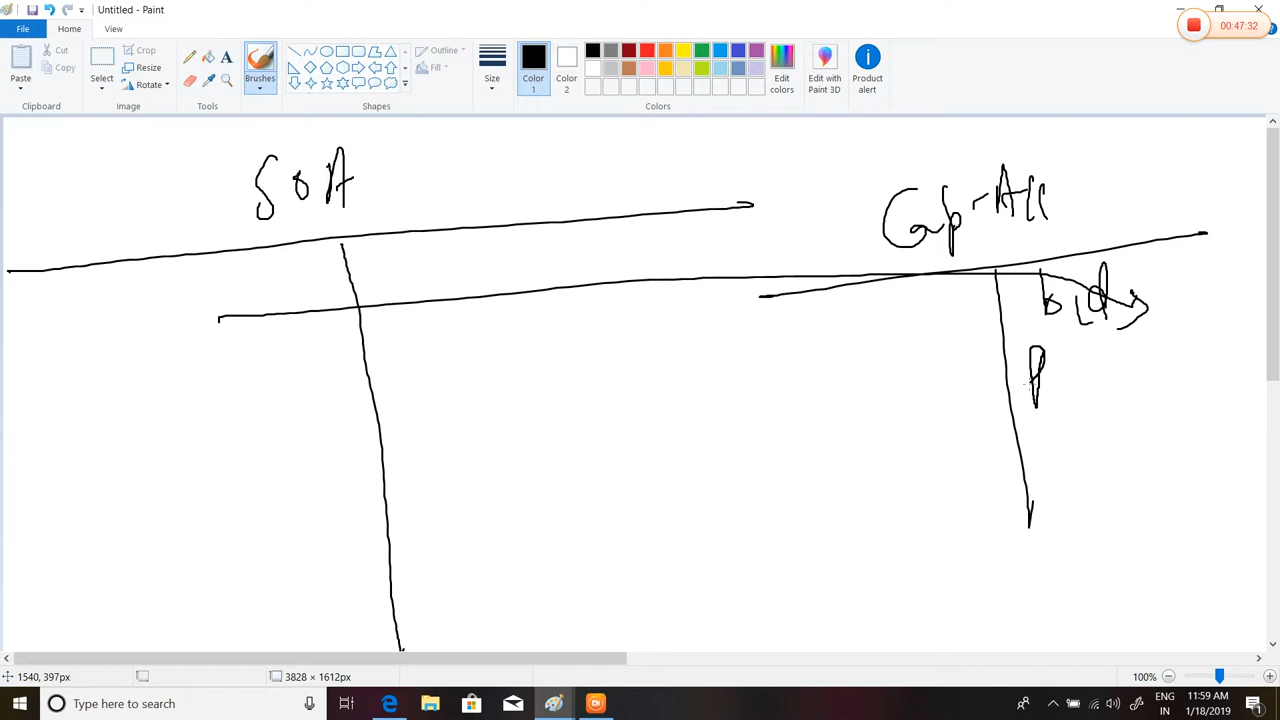 Untitled - Paint
00:47:32
File Home View
Paste
Cut
Copy
Clipboard
Select
Crop
Resize
Rotate
Image
Tools
Brushes
Outline
Fill
Shapes
Size
Color 1
Color 2
Edit colors
Colors
Edit with Paint 3D
Product alert
Cap-All
b/d
P
1540, 397px
3828 × 1612px
100%
Type here to search
ENG
IN
11:59 AM
1/18/2019